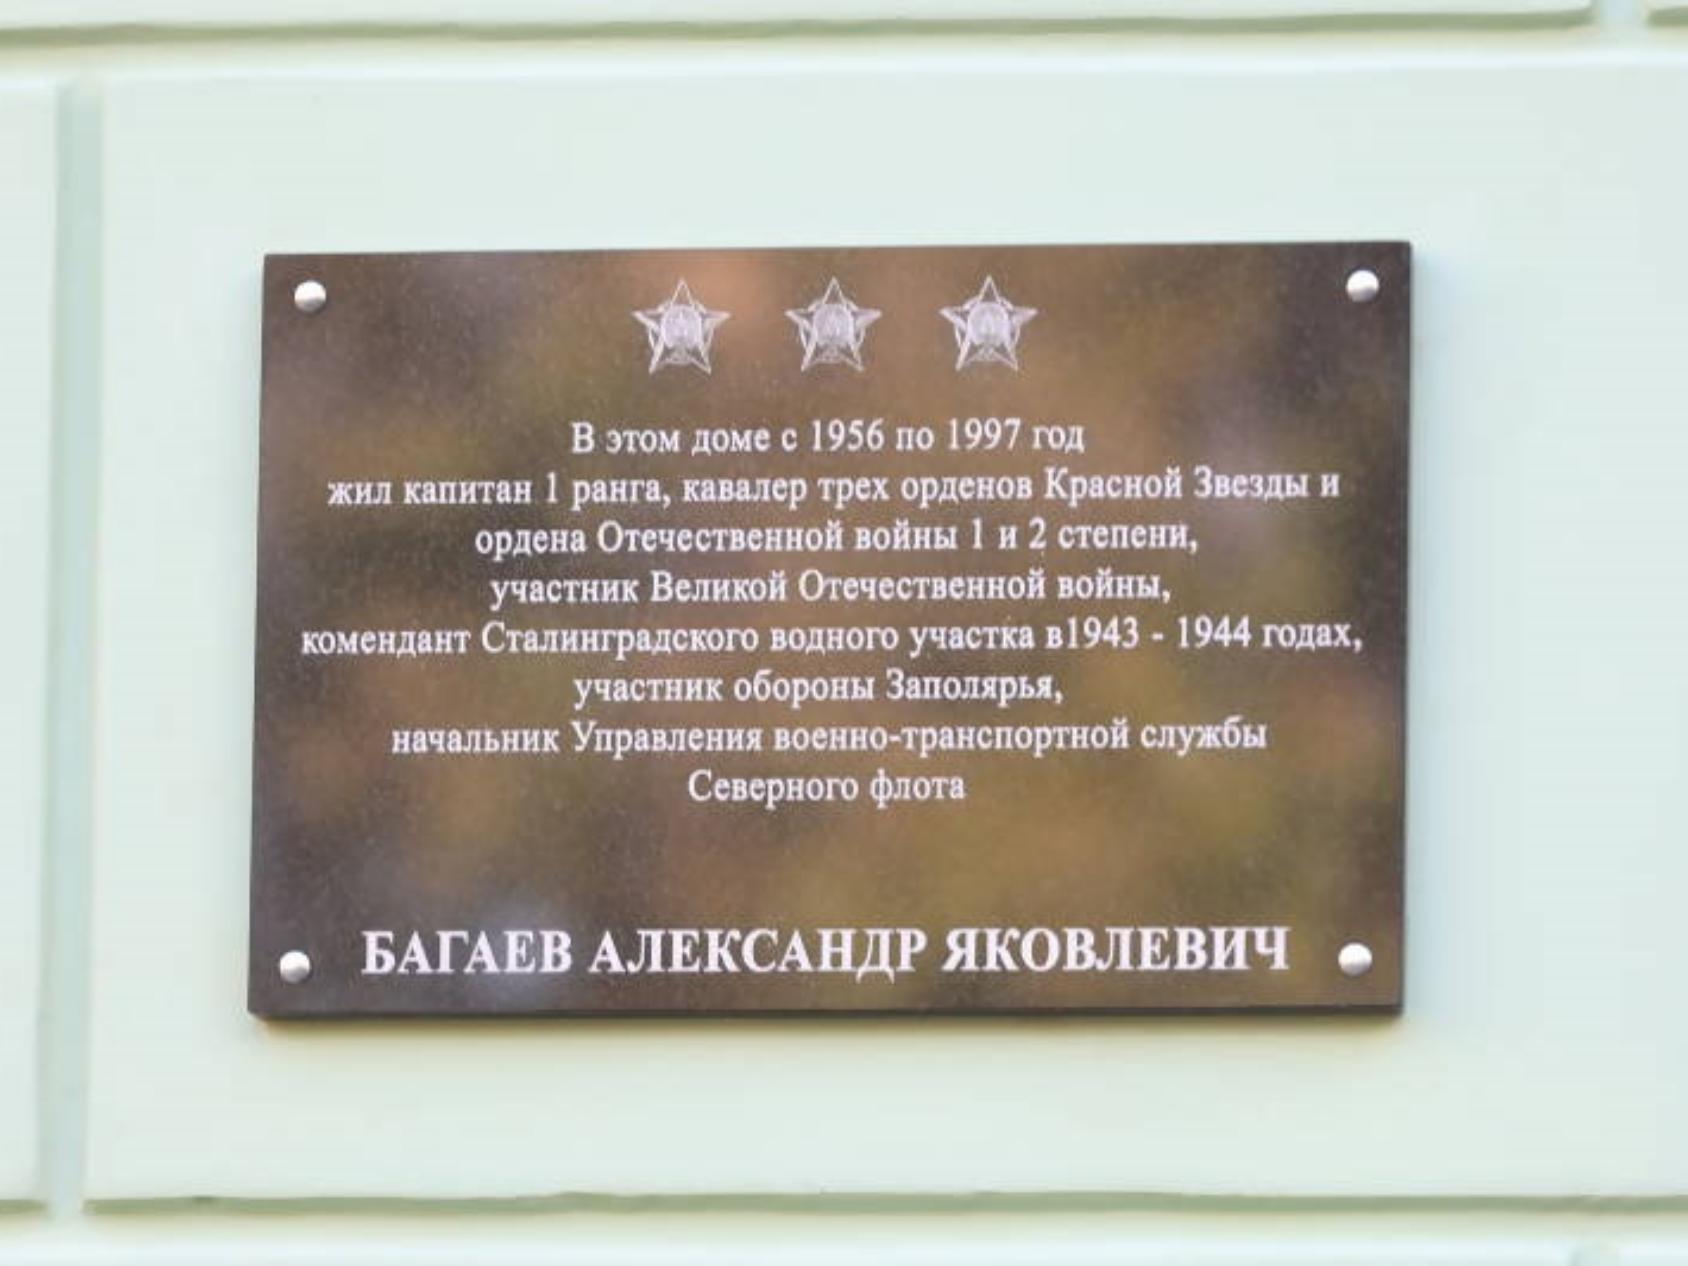 В этом доме с 1956 по 1997 год
жил капитан 1 ранга, кавалер трех орденов Красной Звезды и
ордена Отечественной войны 1 и 2 степени,
участник Великой Отечественной войны,
комендант Сталинградского водного участка в1943 - 1944 годах,
участник обороны Заполярья,
начальник Управления военно-транспортной службы
Северного флота
БАГАЕВ АЛЕКСАНДР ЯКОВЛЕВИЧ